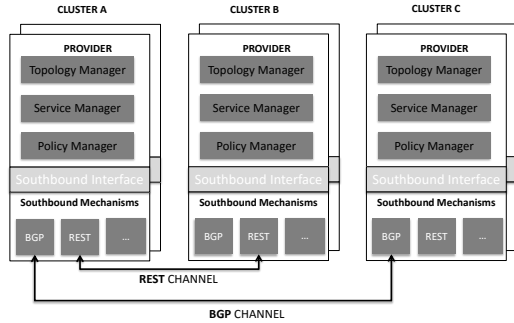 CLUSTER A
PROVIDER
Topology Manager
Service Manager
Policy Manager
Southbound Interface
Southbound Mechanisms
BGP
REST
...
CLUSTER B
PROVIDER
Topology Manager
Service Manager
Policy Manager
Southbound Interface
Southbound Mechanisms
BGP
REST
...
CLUSTER C
PROVIDER
Topology Manager
Service Manager
Policy Manager
Southbound Interface
Southbound Mechanisms
BGP
REST
...
REST CHANNEL
BGP CHANNEL